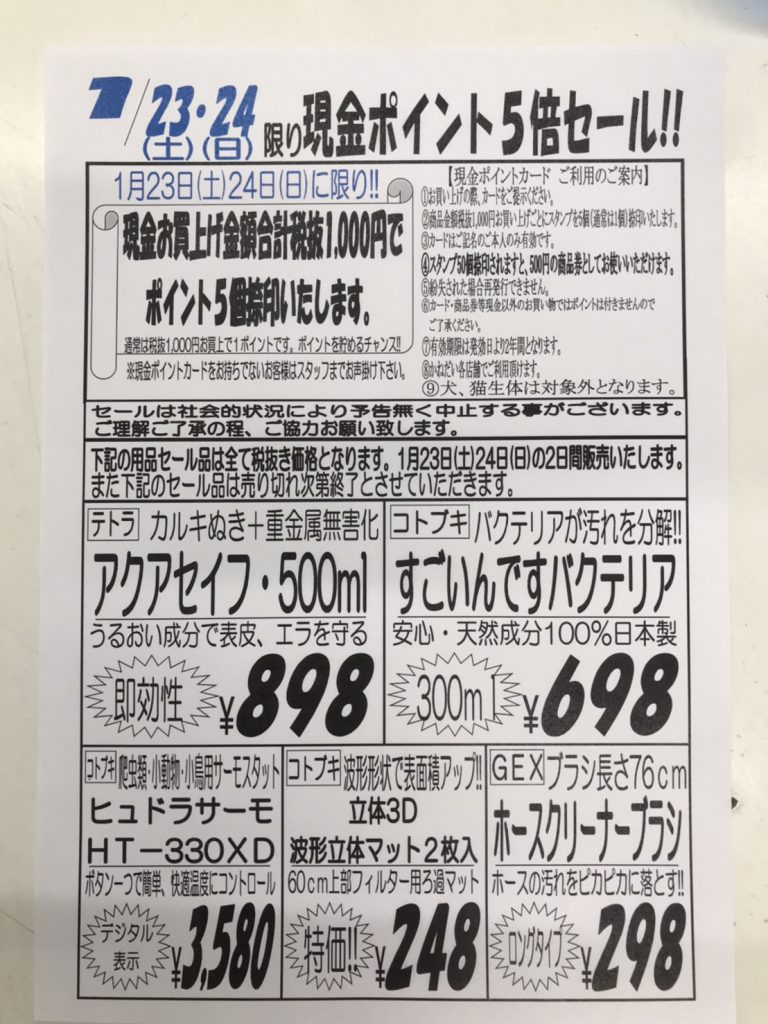 1/23・24限り現金ポイント5倍セール!!
(土)(日)
1月23日(土)24日(日)に限り!!
現金お買上げ金額合計税抜1,000円で
ポイント5個捺印いたします。
通常は税抜1,000円お買上で1ポイントです。ポイントを貯めるチャンス!!
※現金ポイントカードをお持ちでないお客様はスタッフまでお声掛け下さい。
【現金ポイントカード ご利用のご案内】
①お買い上げの際、カードをご提示ください。
②商品金額税抜1,000円お買い上げごとにスタンプを5個(通常は1個)捺印いたします。
③カードはご記名のご本人のみ有効です。
④スタンプ50個捺印されますと、500円の商品券としてお使いいただけます。
⑤紛失された場合再発行できません。
⑥カード・商品券等現金以外のお買い物ではポイントは付きませんので
ご了承ください。
⑦有効期限は発効日より2年間となります。
⑧かねだい各店舗でご利用頂けます。
⑨犬、猫生体は対象外となります。
セールは社会的状況により予告無く中止する事がございます。
ご理解ご了承の程、ご協力お願い致します。
下記の用品セール品は全て税抜き価格となります。1月23日(土)24日(日)の2日間販売いたします。
また下記のセール品は売り切れ次第終了とさせていただきます。
テトラ カルキぬき+重金属無害化
アクアセイフ・500ml
うるおい成分で表皮、エラを守る
即効性 ¥898
コトブキ バクテリアが汚れを分解!!
すごいんですバクテリア
安心・天然成分100%日本製
300ml ¥698
コトブキ 爬虫類・小動物・小鳥用サーモスタット
ヒュドラサーモ
HT-330XD
ボタン一つで簡単、快適温度にコントロール
デジタル
表示 ¥3,580
コトブキ 波形形状で表面積アップ!!
立体3D
波形立体マット2枚入
60cm上部フィルター用ろ過マット
特価!! ¥248
GEX ブラシ長さ76cm
ホースクリーナーブラシ
ホースの汚れをピカピカに落とす!!
ロングタイプ ¥298